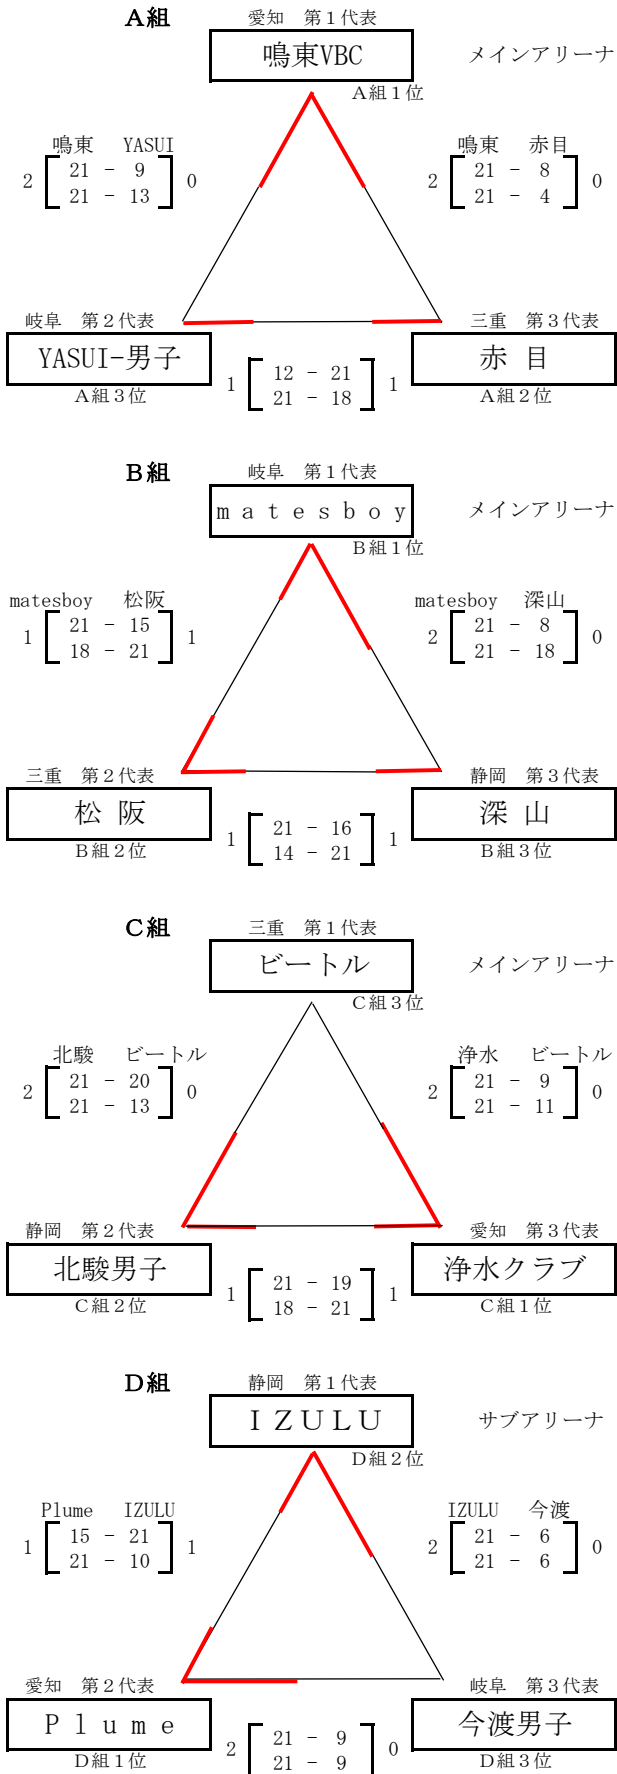 A組 愛知 第1代表
鳴東VBC メインアリーナ
A組1位
鳴東 YASUI 鳴東 赤目
2 21 - 9 0 2 21 - 8 0
21 - 13 21 - 4
岐阜 第2代表 三重 第3代表
YASUI-男子 赤 目
1 12 - 21 1
21 - 18
A組3位 A組2位
B組 岐阜 第1代表
matesboy メインアリーナ
B組1位
matesboy 松阪 matesboy 深山
1 21 - 15 1 2 21 - 8 0
18 - 21 21 - 18
三重 第2代表 静岡 第3代表
松 阪 深 山
1 21 - 16 1
14 - 21
B組2位 B組3位
C組 三重 第1代表
ビートル メインアリーナ
C組3位
北駿 ビートル 浄水 ビートル
2 21 - 20 0 2 21 - 9 0
21 - 13 21 - 11
静岡 第2代表 愛知 第3代表
北駿男子 浄水クラブ
1 21 - 19 1
18 - 21
C組2位 C組1位
D組 静岡 第1代表
IZULU サブアリーナ
D組2位
Plume IZULU IZULU 今渡
1 15 - 21 1 2 21 - 6 0
21 - 10 21 - 6
愛知 第2代表 岐阜 第3代表
Plume 今渡男子
2 21 - 9 0
21 - 9
D組1位 D組3位